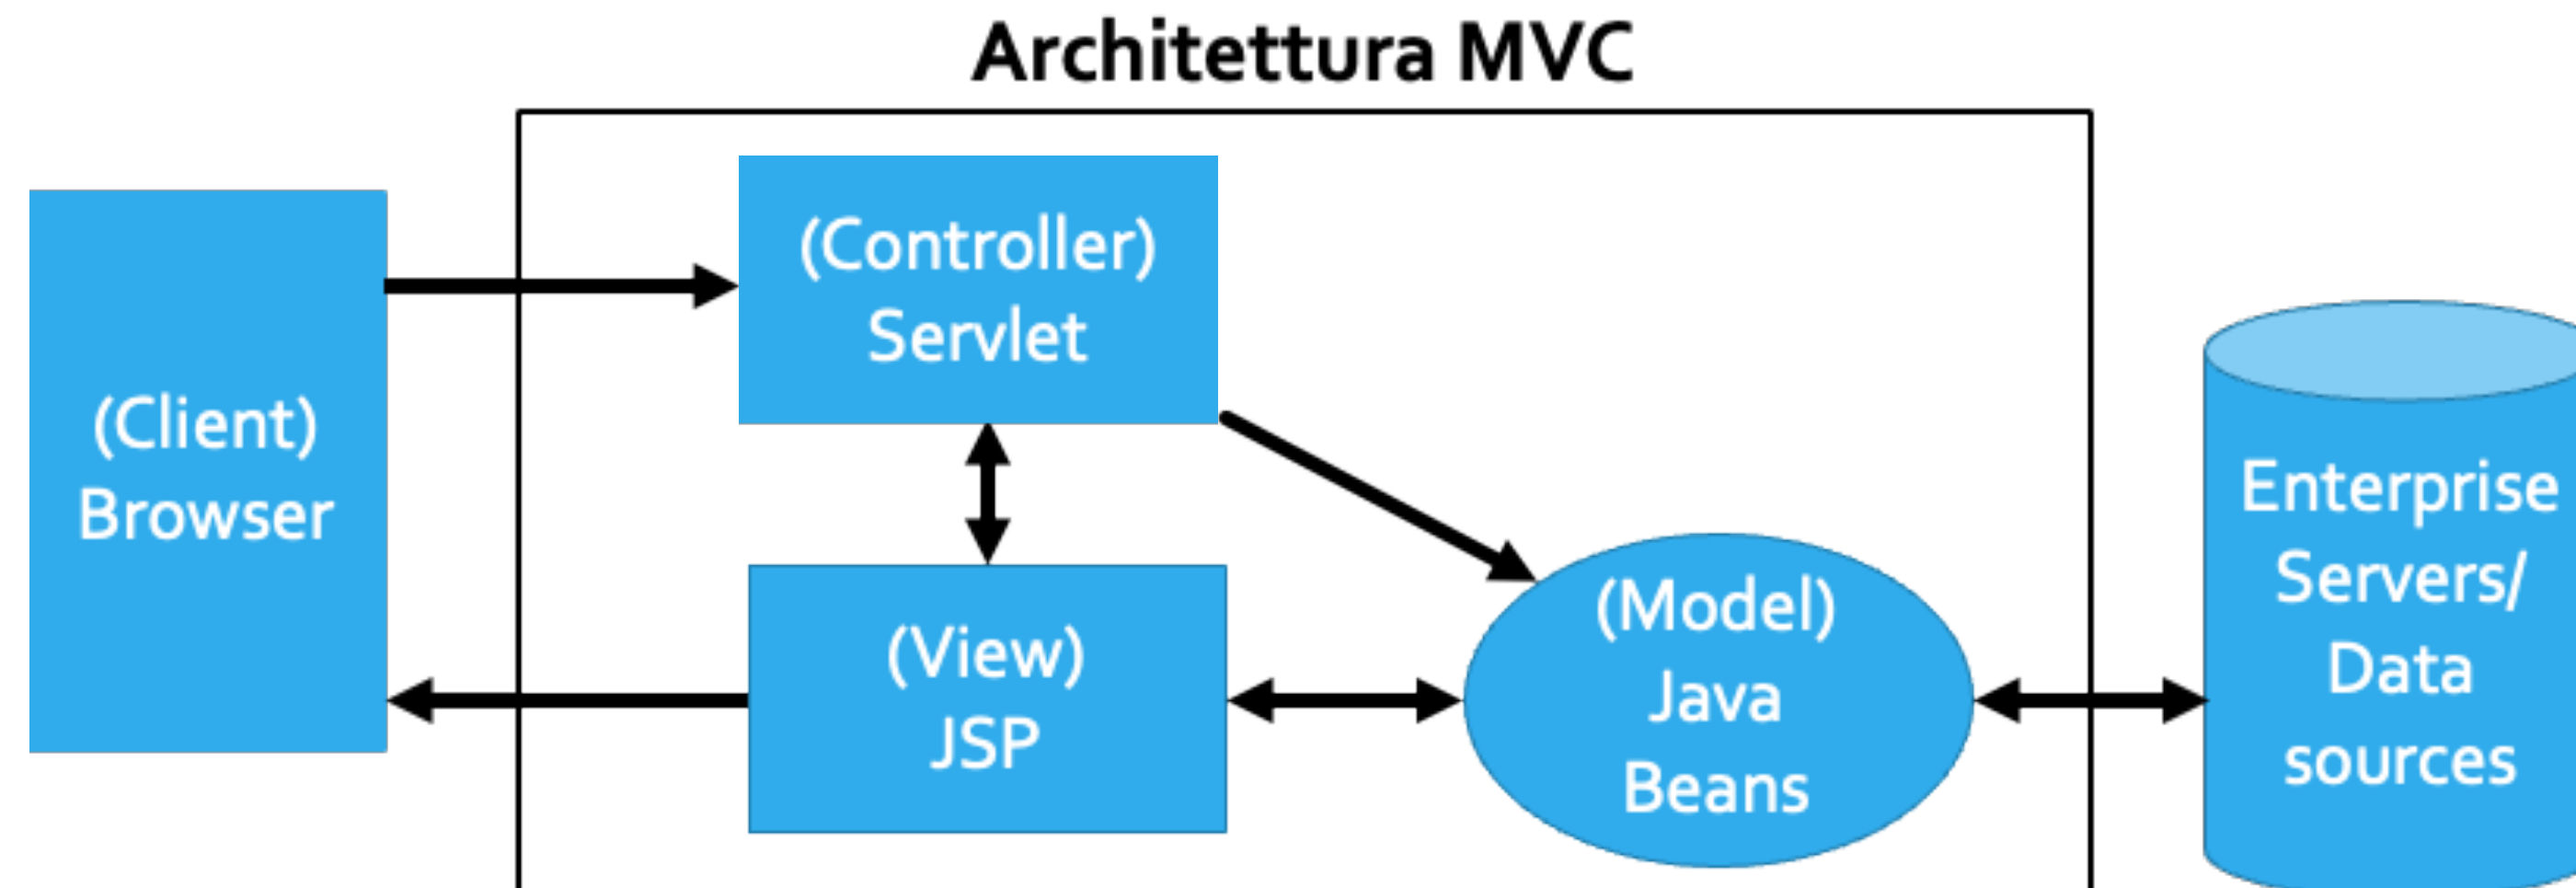 Architettura MVC
(Client)
Browser
(Controller)
Servlet
(View)
JSP
(Model)
Java
Beans
Enterprise
Servers/
Data
sources